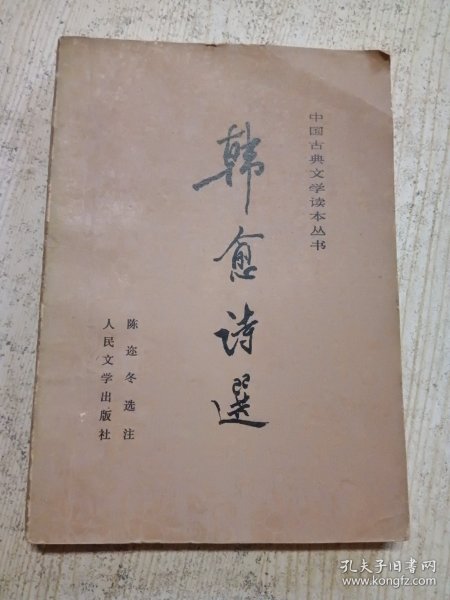 中国古典文学读本丛书
韩愈诗選
陈迩冬选注
人民文学出版社
孔夫子旧书网
www.kongfz.com